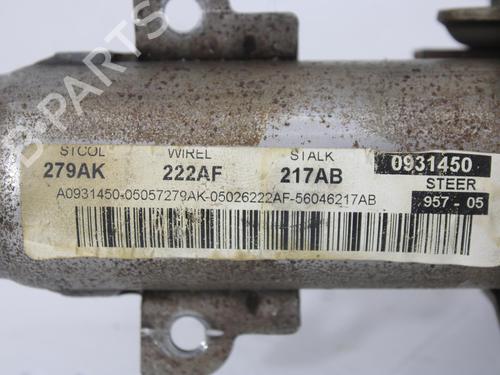 STCOL WIREL STALK 0931450
279AK 222AF 217AB STEER
A0931450-05057279AK-05026222AF-56046217AB 957-05
B PARTS